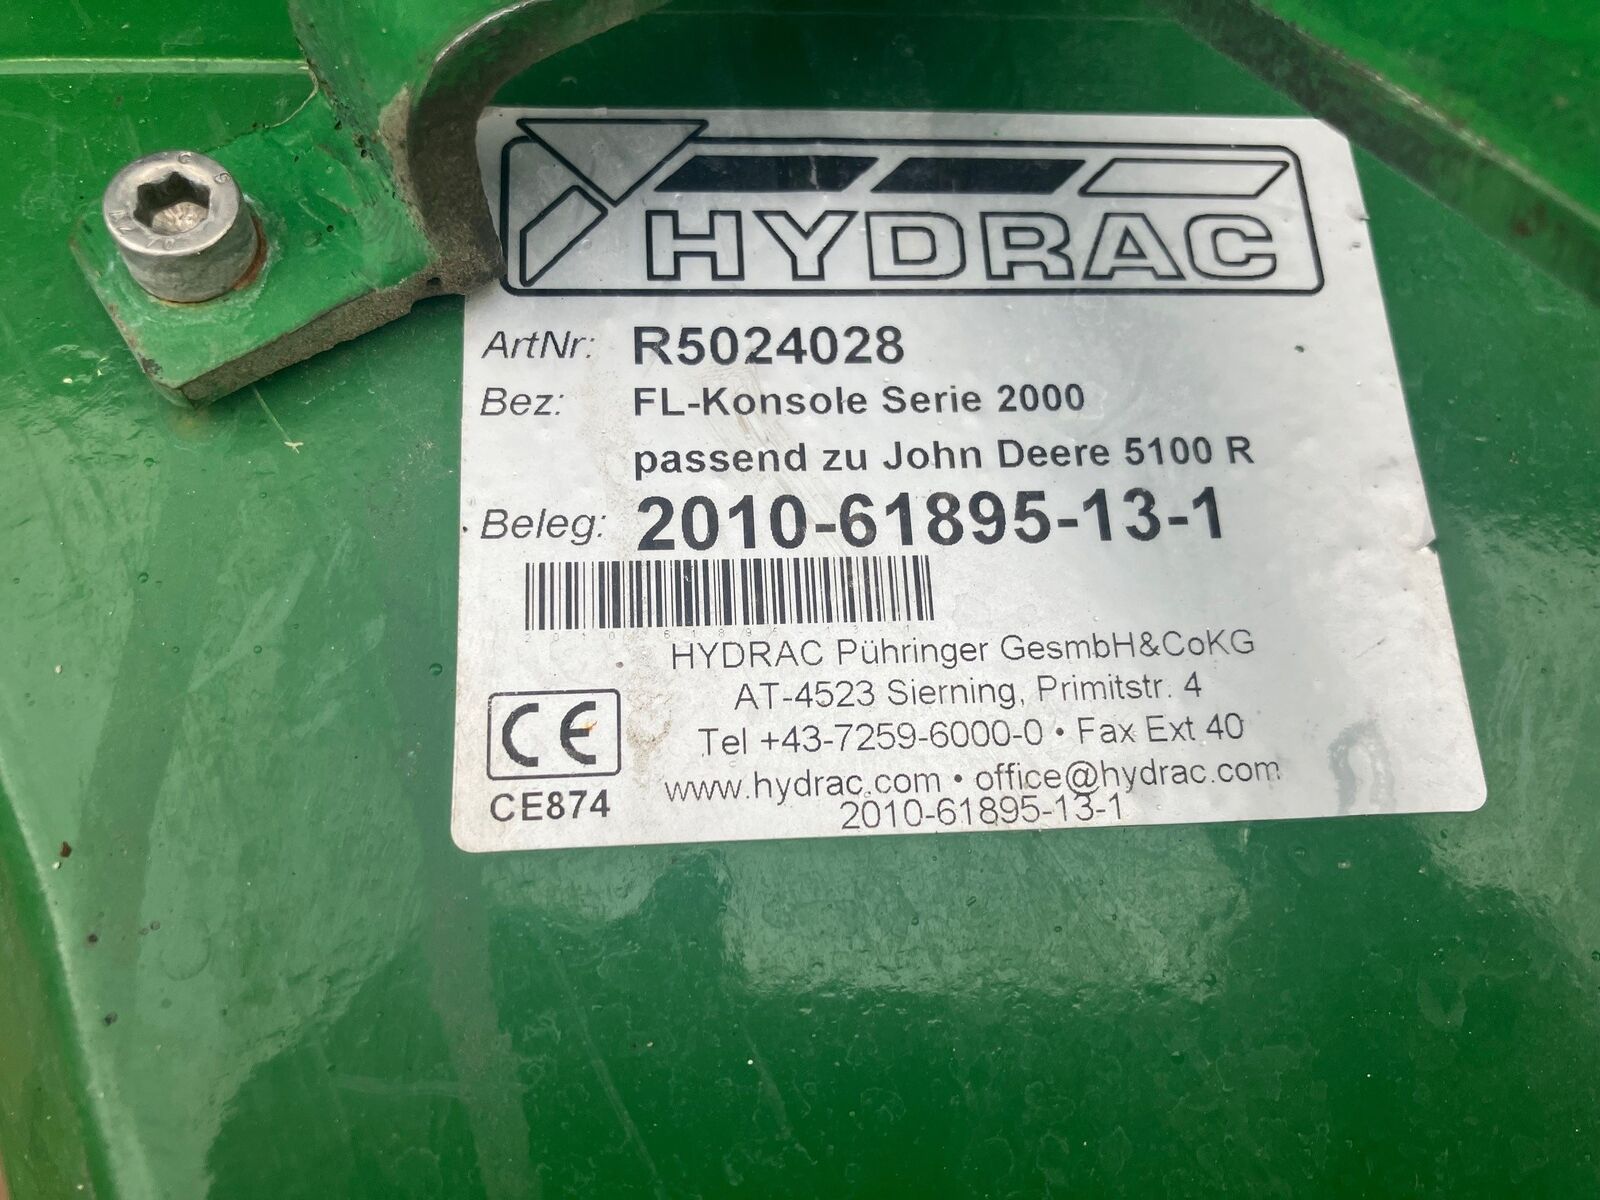 HYDRAC
ArtNr: R5024028
Bez: FL-Konsole Serie 2000
passend zu John Deere 5100 R
Beleg: 2010-61895-13-1
HYDRAC Pühringer GesmbH&CoKG
AT-4523 Sierning, Primitstr. 4
Tel +43-7259-6000-0 • Fax Ext 40
www.hydrac.com • office@hydrac.com
2010-61895-13-1
CE
CE874